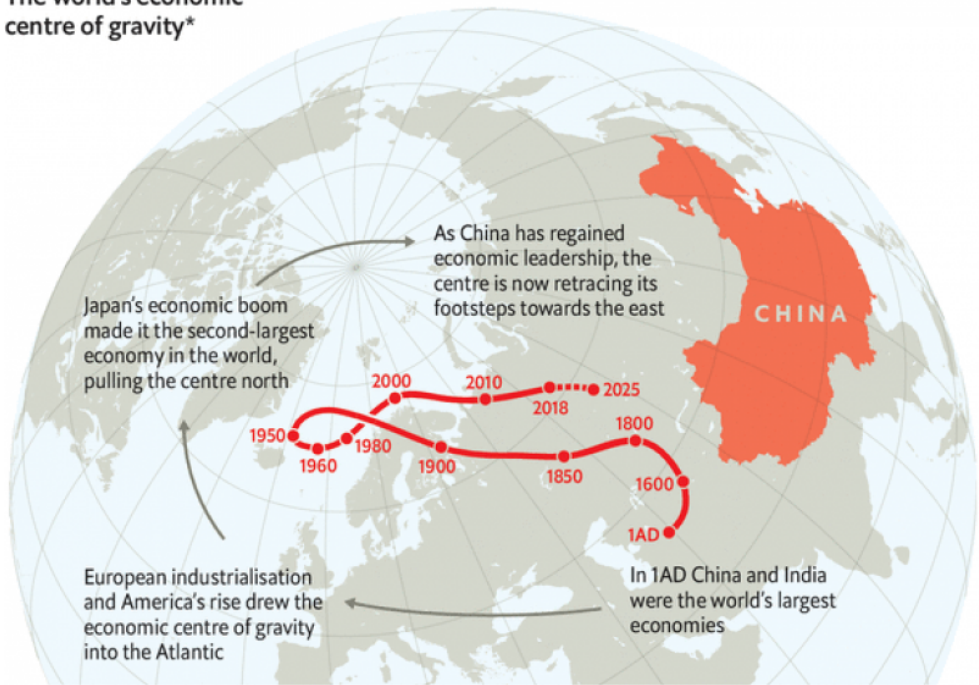 The world's economic
centre of gravity*
As China has regained
economic leadership, the
centre is now retracing its
footsteps towards the east
Japan's economic boom
made it the second-largest
economy in the world,
pulling the centre north
CHINA
2000
2010
2018
2025
1950
1960
1980
1900
1850
1800
1600
1AD
European industrialisation
and America's rise drew the
economic centre of gravity
into the Atlantic
In 1AD China and India
were the world's largest
economies